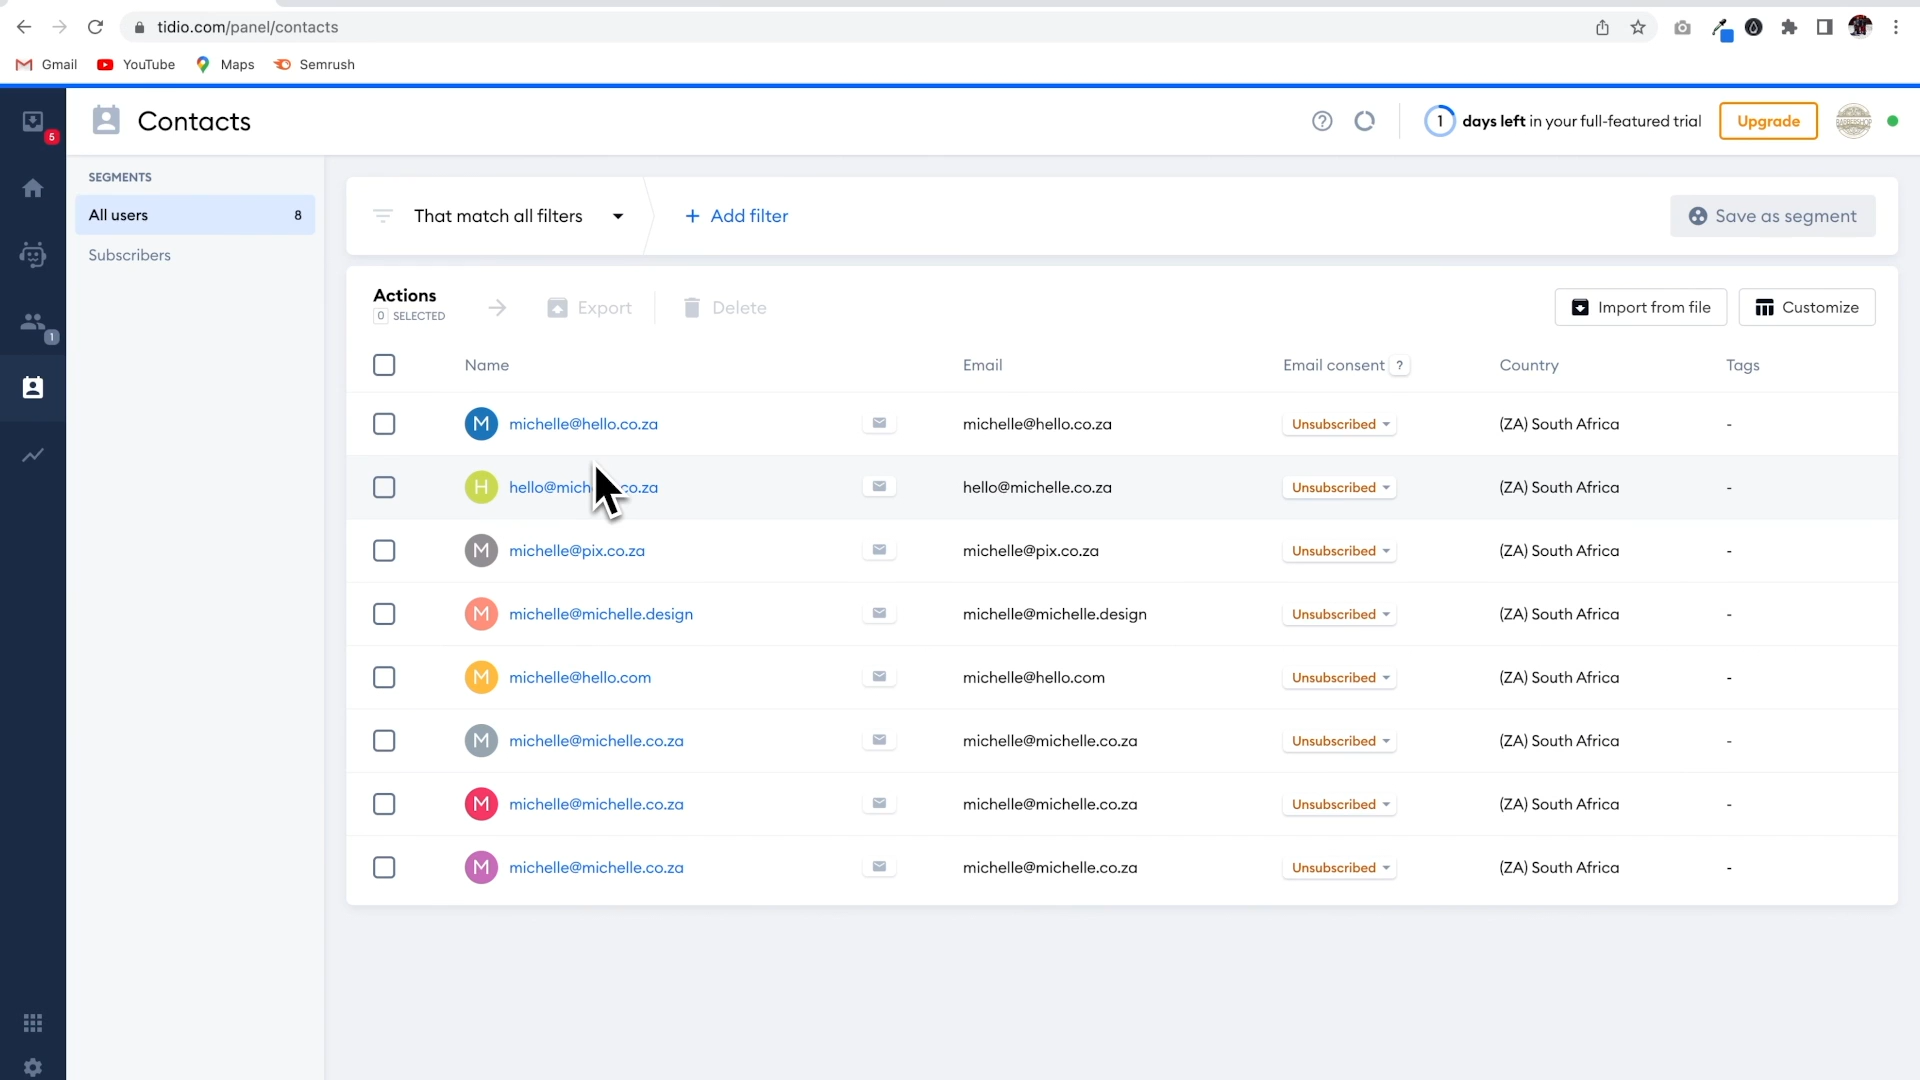 tidio.com/panel/contacts
Gmail YouTube Maps Semrush
5
Contacts
1 days left in your full-featured trial
Upgrade
SEGMENTS
All users 8
Subscribers
1
That match all filters
+ Add filter
Save as segment
Actions
0 SELECTED
Export
Delete
Import from file
Customize
Name Email Email consent ? Country Tags
M michelle@hello.co.za michelle@hello.co.za Unsubscribed (ZA) South Africa -
H hello@mich co.za hello@michelle.co.za Unsubscribed (ZA) South Africa -
M michelle@pix.co.za michelle@pix.co.za Unsubscribed (ZA) South Africa -
M michelle@michelle.design michelle@michelle.design Unsubscribed (ZA) South Africa -
M michelle@hello.com michelle@hello.com Unsubscribed (ZA) South Africa -
M michelle@michelle.co.za michelle@michelle.co.za Unsubscribed (ZA) South Africa -
M michelle@michelle.co.za michelle@michelle.co.za Unsubscribed (ZA) South Africa -
M michelle@michelle.co.za michelle@michelle.co.za Unsubscribed (ZA) South Africa -